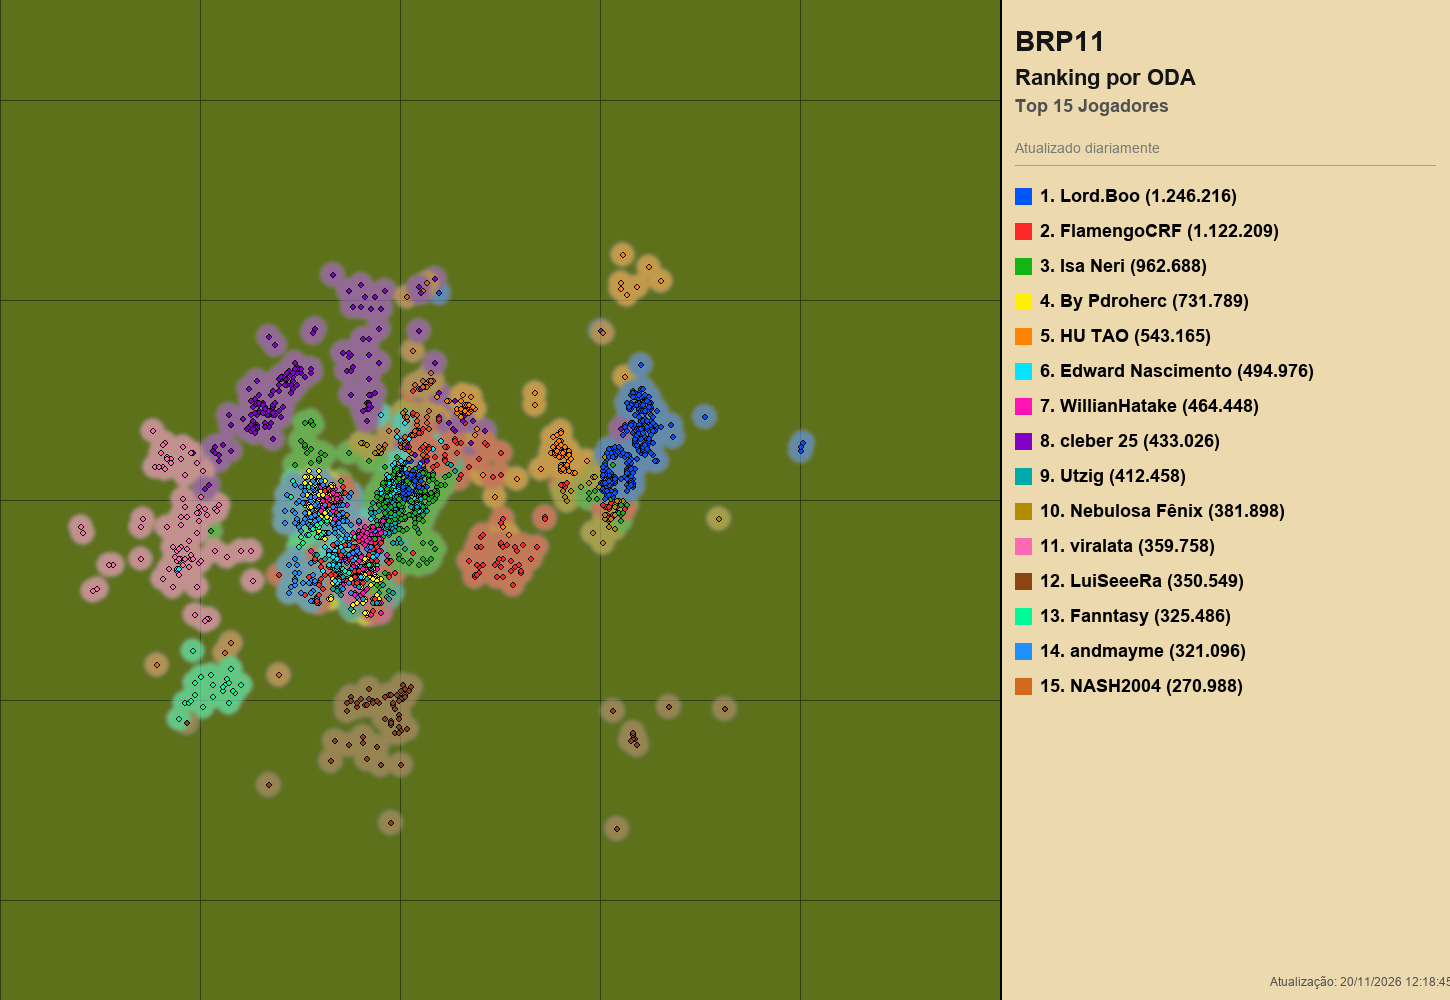 BRP11
Ranking por ODA
Top 15 Jogadores
Atualizado diariamente
1. Lord.Boo (1.246.216)
2. FlamengoCRF (1.122.209)
3. Isa Neri (962.688)
4. By Pdroherc (731.789)
5. HU TAO (543.165)
6. Edward Nascimento (494.976)
7. WillianHatake (464.448)
8. cleber 25 (433.026)
9. Utzig (412.458)
10. Nebulosa Fênix (381.898)
11. viralata (359.758)
12. LuiSeeeRa (350.549)
13. Fanntasy (325.486)
14. andmayme (321.096)
15. NASH2004 (270.988)
Atualização: 20/11/2026 12:18:45